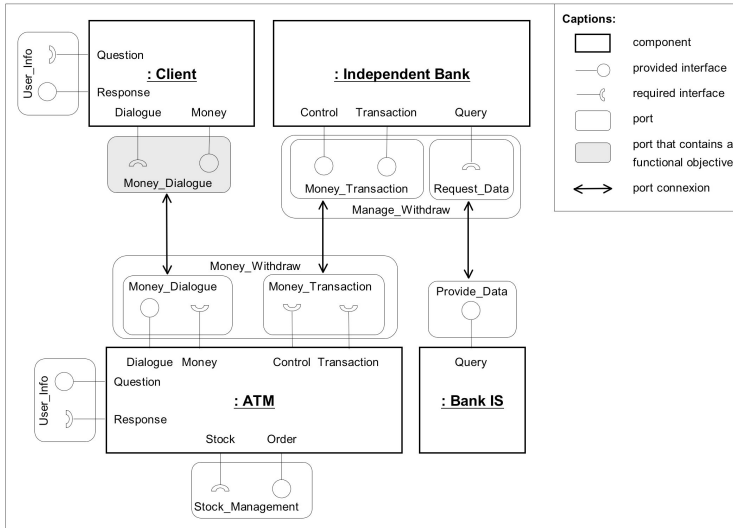 Captions:
component
provided interface
required interface
port
port that contains a
functional objective
port connexion
User_Info
Question
Response
: Client
Dialogue Money
Money_Dialogue
: Independent Bank
Control Transaction Query
Money_Transaction
Request_Data
Manage_Withdraw
Money_Withdraw
Money_Dialogue
Money_Transaction
Provide_Data
Dialogue Money Control Transaction
Query
User_Info
Question
Response
: ATM
: Bank IS
Stock Order
Stock_Management